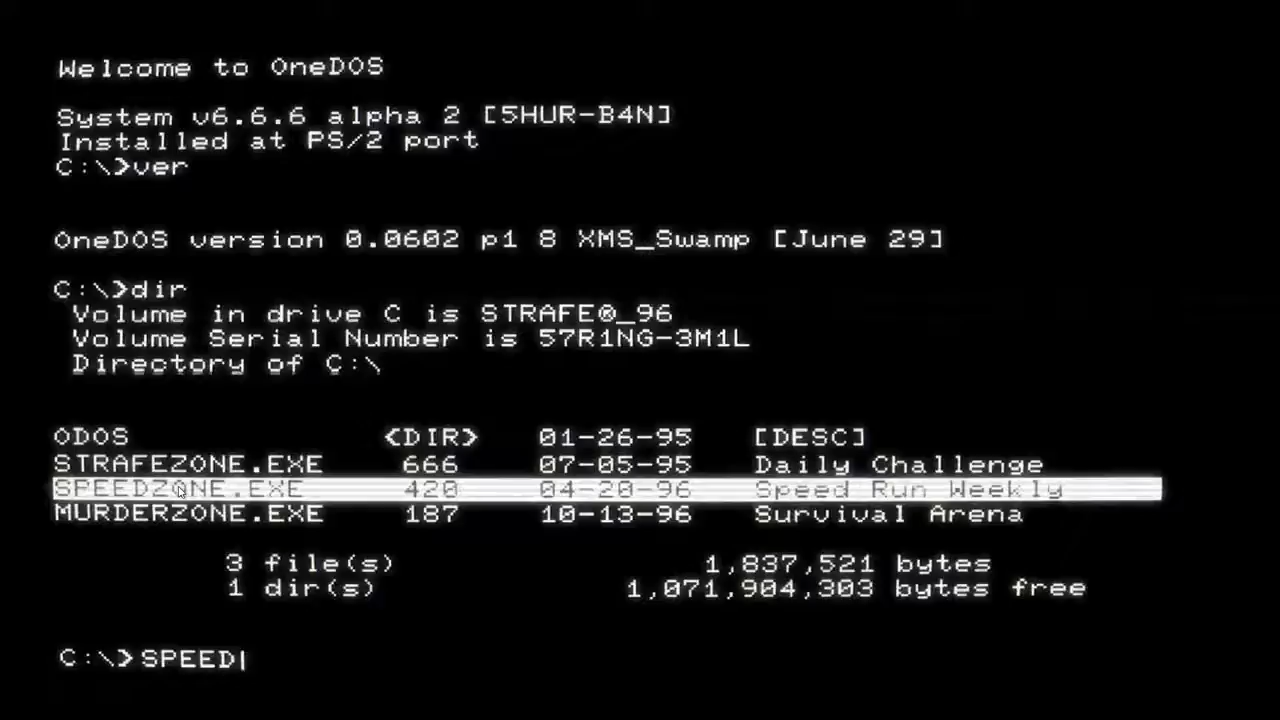 Welcome to OneDOS
System v6.6.6 alpha 2 [5HUR-B4N]
Installed at PS/2 port
C:\>ver
OneDOS version 0.0602 p1 8 XMS_Swamp [June 29]
C:\>dir
Volume in drive C is STRAFE®_96
Volume Serial Number is 57R1NG-3M1L
Directory of C:\
ODOS <DIR> 01-26-95 [DESC]
STRAFEZONE.EXE 666 07-05-95 Daily Challenge
SPEEDZONE.EXE 420 04-20-96 Speed Run Weekly
MURDERZONE.EXE 187 10-13-96 Survival Arena
3 file(s) 1,837,521 bytes
1 dir(s) 1,071,904,303 bytes free
C:\> SPEED